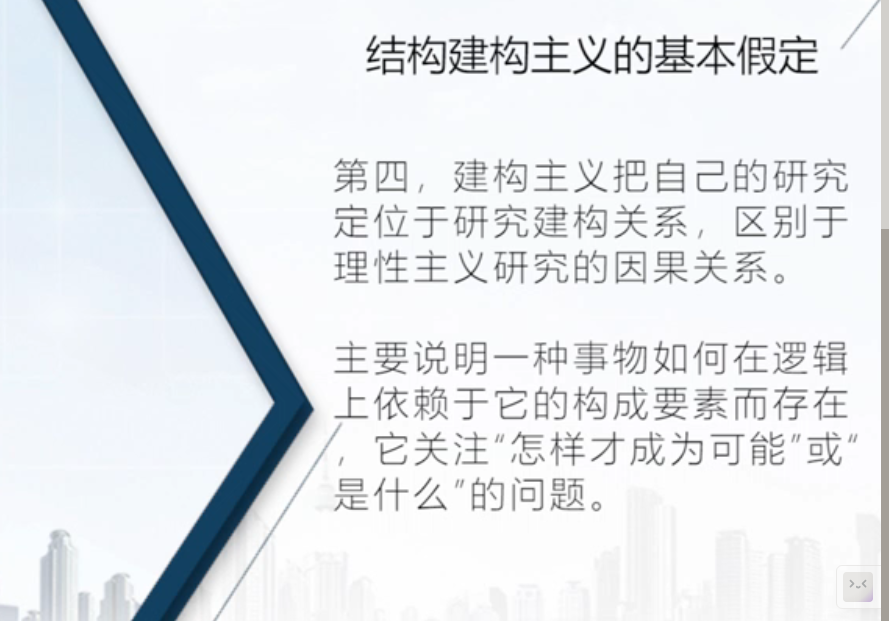 结构建构主义的基本假定
第四，建构主义把自己的研究
定位于研究建构关系，区别于
理性主义研究的因果关系。
主要说明一种事物如何在逻辑
上依赖于它的构成要素而存在
，它关注“怎样才成为可能”或“
是什么”的问题。